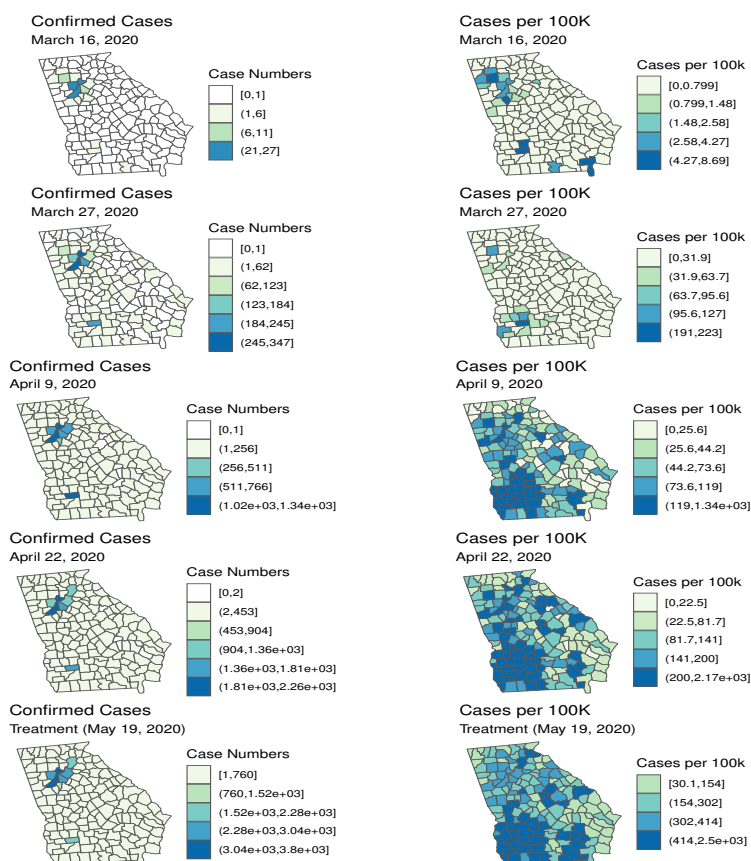 Confirmed Cases
March 16, 2020
Case Numbers
[0,1]
(1,6]
(6,11]
(21,27]
Cases per 100K
March 16, 2020
Cases per 100k
[0,0.799]
(0.799,1.48]
(1.48,2.58]
(2.58,4.27]
(4.27,8.69]
Confirmed Cases
March 27, 2020
Case Numbers
[0,1]
(1,62]
(62,123]
(123,184]
(184,245]
(245,347]
Cases per 100K
March 27, 2020
Cases per 100k
[0,31.9]
(31.9,63.7]
(63.7,95.6]
(95.6,127]
(191,223]
Confirmed Cases
April 9, 2020
Case Numbers
[0,1]
(1,256]
(256,511]
(511,766]
(1.02e+03,1.34e+03]
Cases per 100K
April 9, 2020
Cases per 100k
[0,25.6]
(25.6,44.2]
(44.2,73.6]
(73.6,119]
(119,1.34e+03]
Confirmed Cases
April 22, 2020
Case Numbers
[0,2]
(2,453]
(453,904]
(904,1.36e+03]
(1.36e+03,1.81e+03]
(1.81e+03,2.26e+03]
Cases per 100K
April 22, 2020
Cases per 100k
[0,22.5]
(22.5,81.7]
(81.7,141]
(141,200]
(200,2.17e+03]
Confirmed Cases
Treatment (May 19, 2020)
Case Numbers
[1,760]
(760,1.52e+03]
(1.52e+03,2.28e+03]
(2.28e+03,3.04e+03]
(3.04e+03,3.8e+03]
Cases per 100K
Treatment (May 19, 2020)
Cases per 100k
[30.1,154]
(154,302]
(302,414]
(414,2.5e+03]